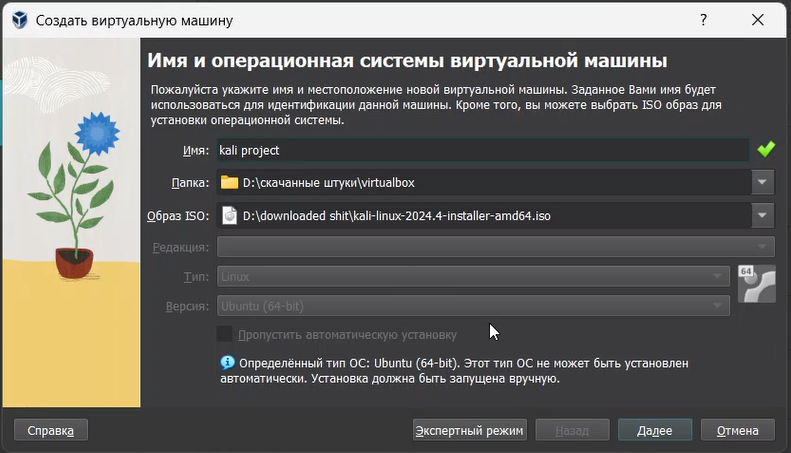 Создать виртуальную машину
?
Имя и операционная системы виртуальной машины
Пожалуйста укажите имя и местоположение новой виртуальной машины. Заданное Вами имя будет
использоваться для идентификации данной машины. Кроме того, вы можете выбрать ISO образ для
установки операционной системы.
Имя: kali project
Папка: D:\скачанные штуки\virtualbox
Образ ISO: D:\downloaded shit\kali-linux-2024.4-installer-amd64.iso
Редакция:
Тип: Linux
64
Версия: Ubuntu (64-bit)
Пропустить автоматическую установку
Определённый тип ОС: Ubuntu (64-bit). Этот тип ОС не может быть установлен
автоматически. Установка должна быть запущена вручную.
Справка Экспертный режим Назад Далее Отмена